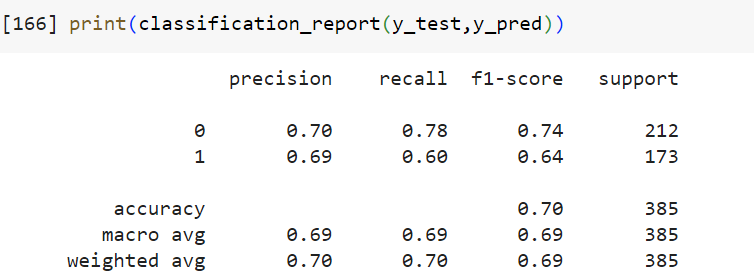 [166] print(classification_report(y_test,y_pred))
precision recall f1-score support
0 0.70 0.78 0.74 212
1 0.69 0.60 0.64 173
accuracy 0.70 385
macro avg 0.69 0.69 0.69 385
weighted avg 0.70 0.70 0.69 385